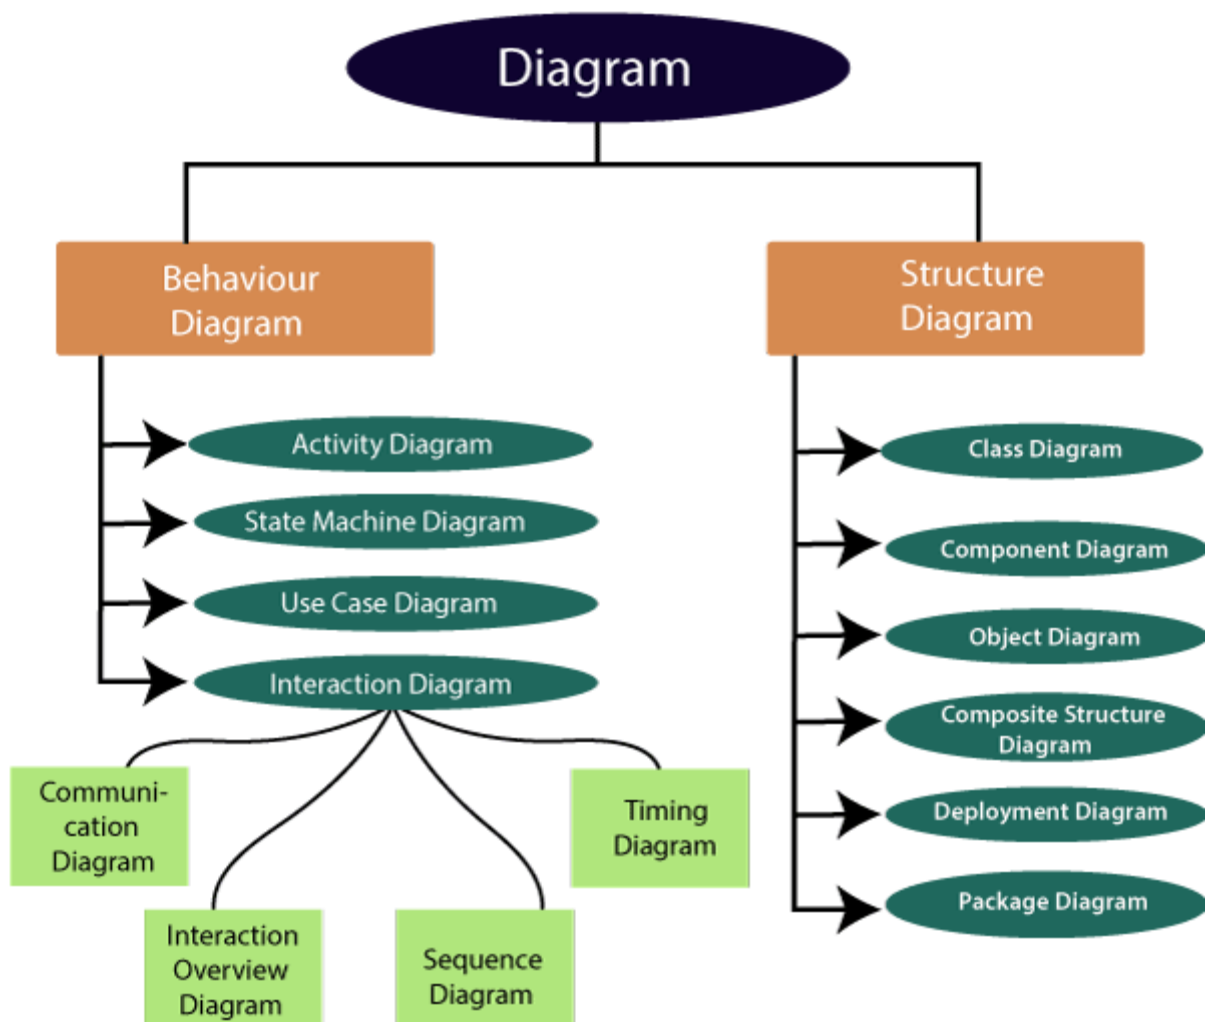 Diagram
Behaviour
Diagram
Structure
Diagram
Activity Diagram
State Machine Diagram
Use Case Diagram
Interaction Diagram
Communi-
cation
Diagram
Interaction
Overview
Diagram
Sequence
Diagram
Timing
Diagram
Class Diagram
Component Diagram
Object Diagram
Composite Structure
Diagram
Deployment Diagram
Package Diagram